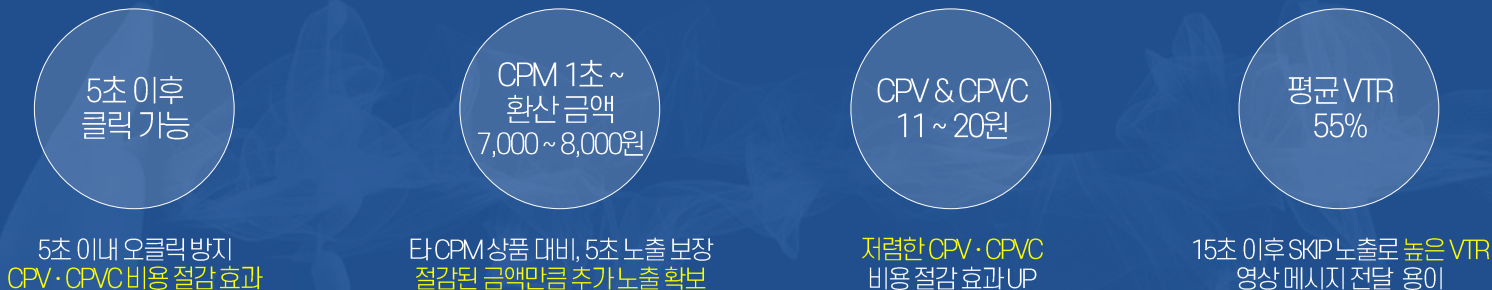 5초 이후
클릭 가능
CPM 1초 ~
환산 금액
7,000 ~ 8,000원
CPV & CPVC
11 ~ 20원
평균 VTR
55%
5초 이내 오클릭 방지
CPV · CPVC 비용 절감 효과
타 CPM 상품 대비, 5초 노출 보장
절감된 금액만큼 추가 노출 확보
저렴한 CPV · CPVC
비용 절감 효과 UP
15초 이후 SKIP 노출로 높은 VTR
영상 메시지 전달 용이